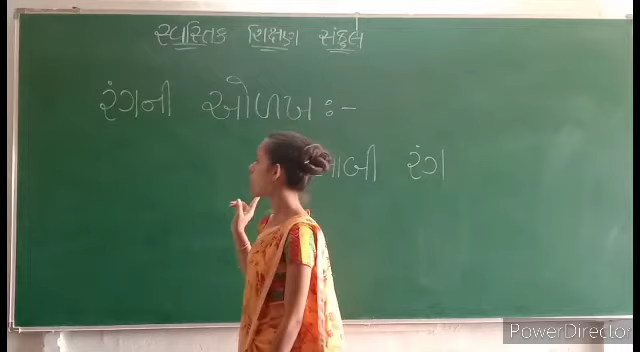 સ્વસ્તિક શિક્ષણ સંકુલ
રંગની ઓળખ :-
રંગ
PowerDirector